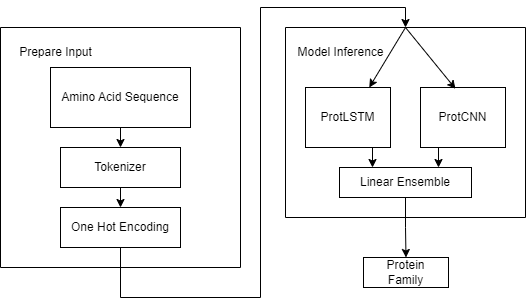 Prepare Input
Amino Acid Sequence
Tokenizer
One Hot Encoding
Model Inference
ProtLSTM
ProtCNN
Linear Ensemble
Protein
Family